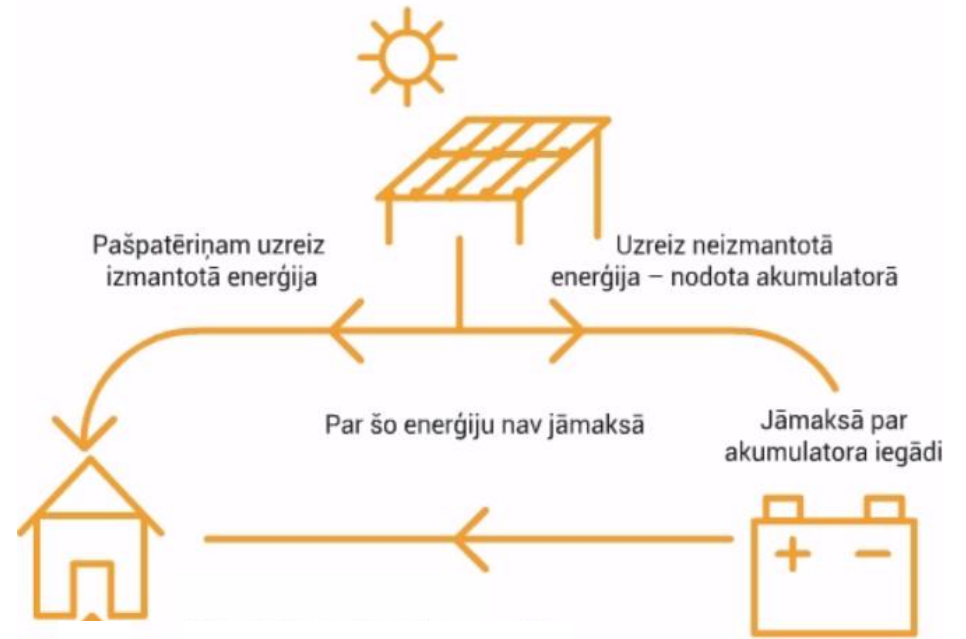 Pašpatēriņam uzreiz
izmantotā enerģija
Uzreiz neizmantotā
enerģija – nodota akumulatorā
Par šo enerģiju nav jāmaksā
Jāmaksā par
akumulatora iegādi